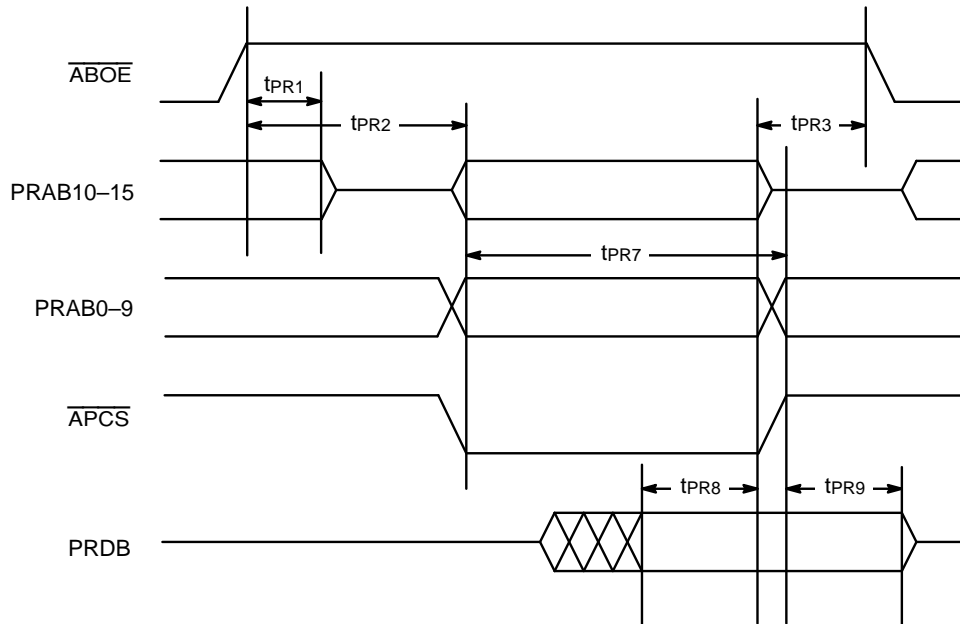 ABOE
tPR1
tPR2
tPR3
PRAB10–15
tPR7
PRAB0–9
APCS
tPR8
tPR9
PRDB